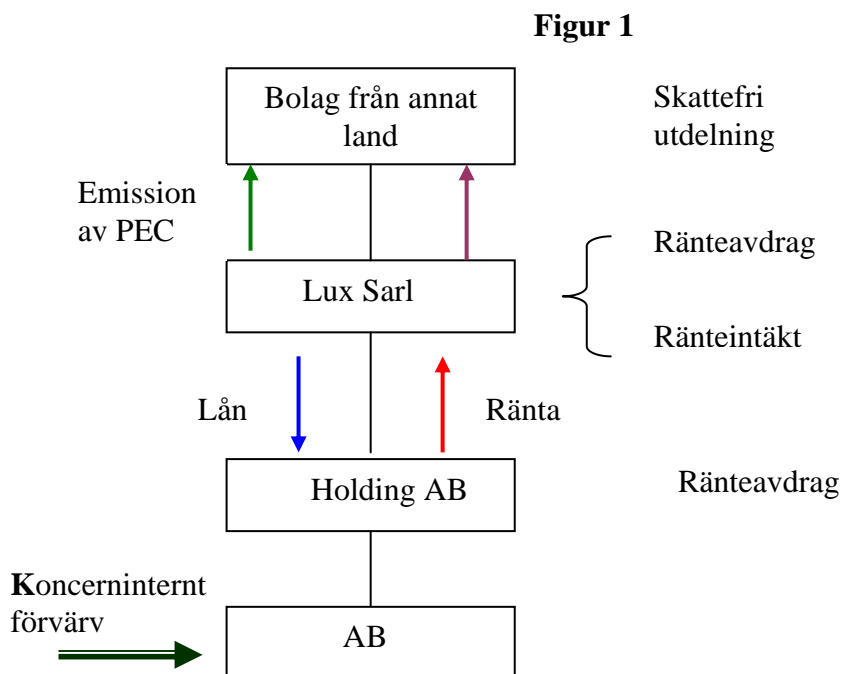 Figur 1
Bolag från annat
land
Skattefri
utdelning
Emission
av PEC
Ränteavdrag
Lux Sarl
Ränteintäkt
Lån
Ränta
Holding AB
Ränteavdrag
Koncerninternt
förvärv
AB